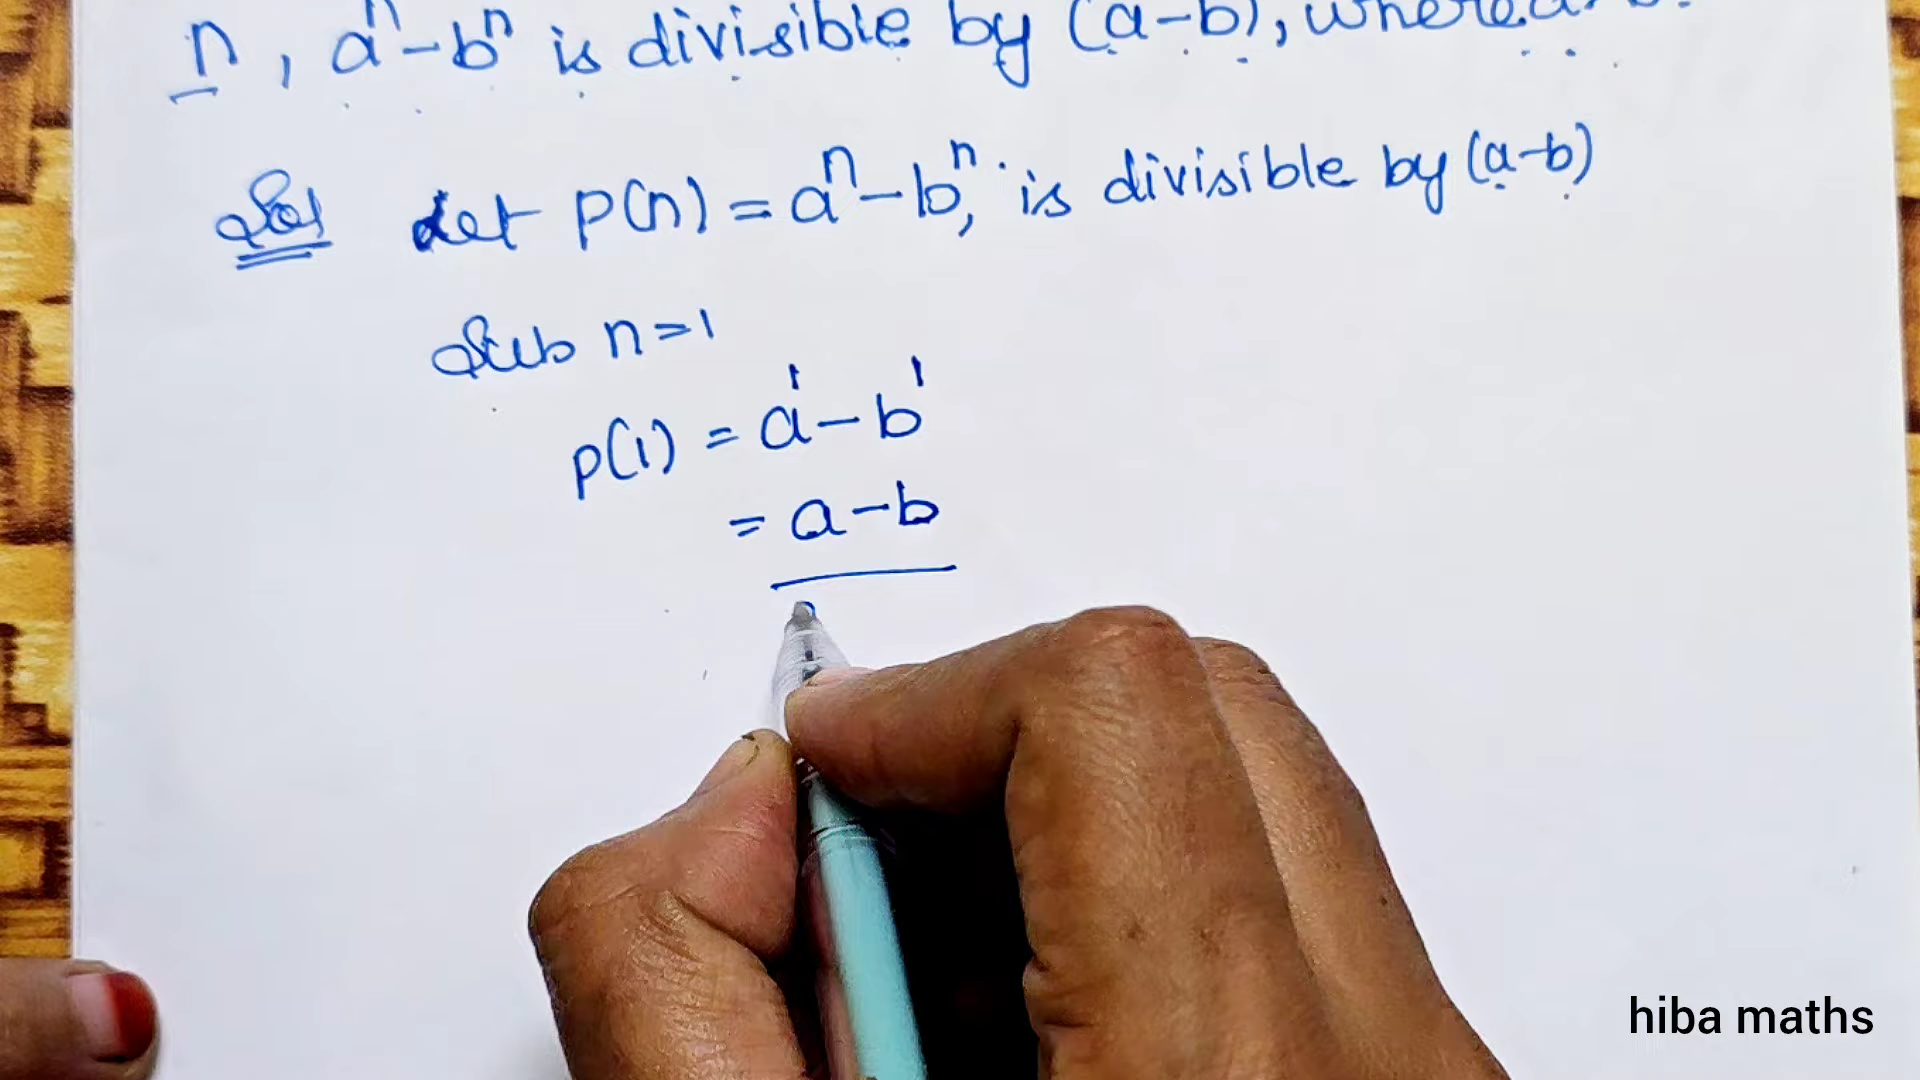 n, aⁿ-bⁿ is divisible by (a-b), where
Sol Let p(n) = aⁿ-bⁿ, is divisible by (a-b)
Sub n=1
p(1) = a¹-b¹
= a-b
hiba maths